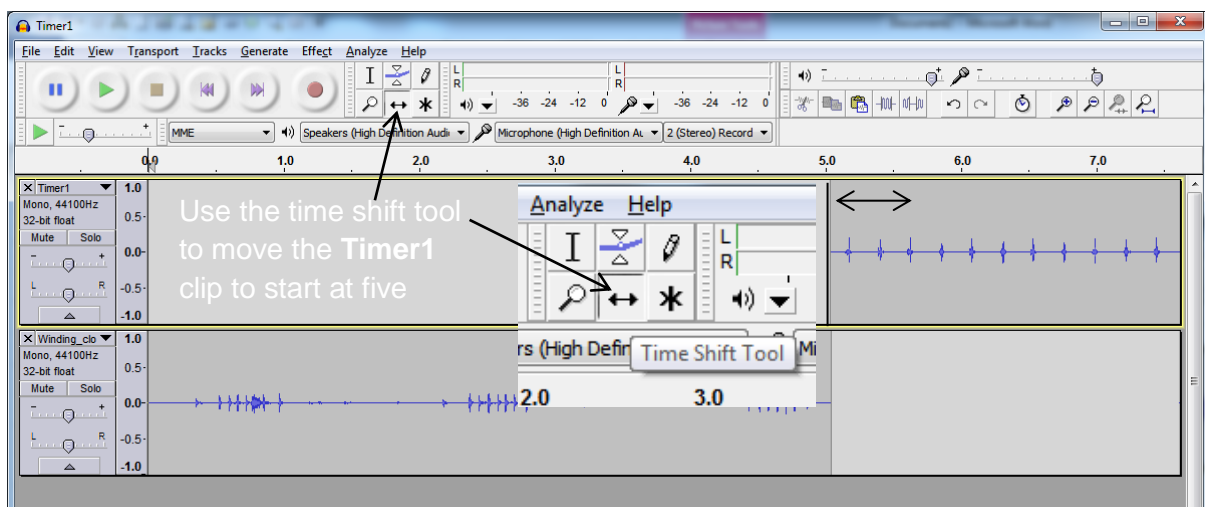 Timer1
File Edit View Transport Tracks Generate Effect Analyze Help
L
R
-36 -24 -12 0
L
R
-36 -24 -12 0
MME
Speakers (High Definition Audi
Microphone (High Definition Au
2 (Stereo) Record
0,0 1.0 2.0 3.0 4.0 5.0 6.0 7.0
X Timer1
Mono, 44100Hz
32-bit float
Mute Solo
- +
L R
1.0
0.5-
0.0-
-0.5-
-1.0
Use the time shift tool
to move the Timer1
clip to start at five
Analyze Help
L
R
rs (High Defin
Time Shift Tool
Mi
2.0 3.0
X Winding_clo
Mono, 44100Hz
32-bit float
Mute Solo
- +
L R
1.0
0.5-
0.0-
-0.5-
-1.0